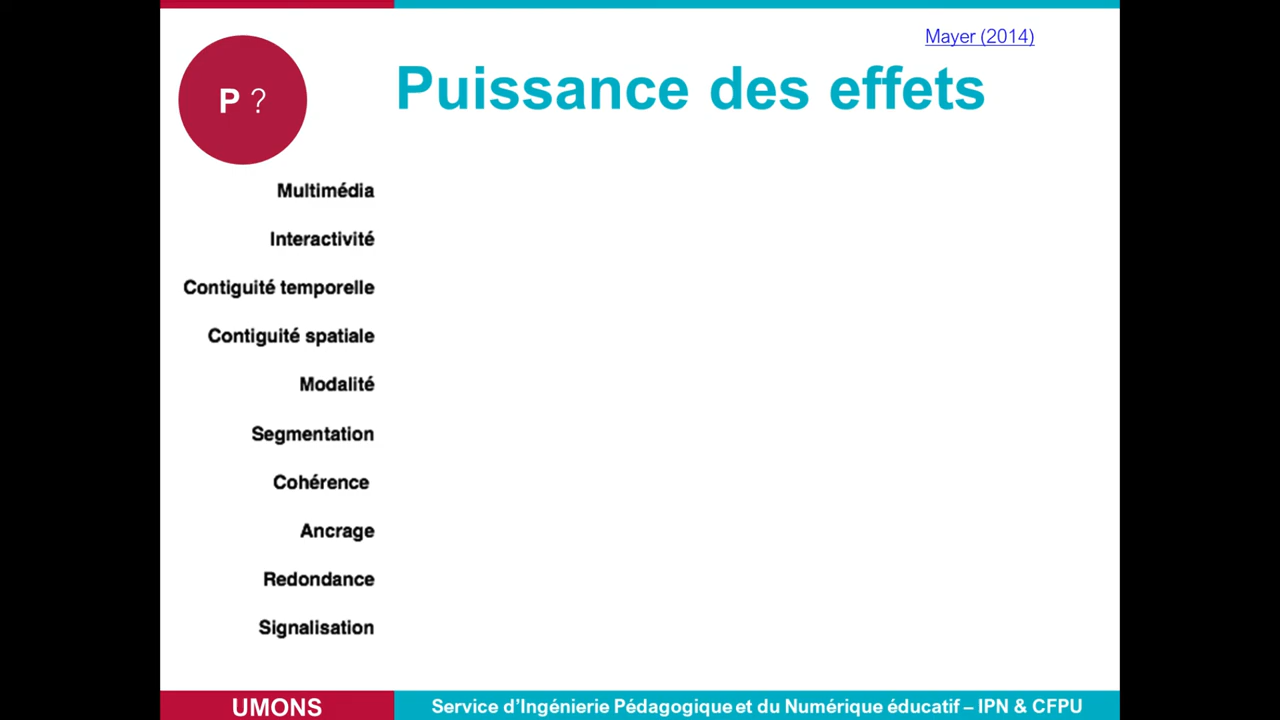 Mayer (2014)
P ?
Puissance des effets
Multimédia
Interactivité
Contiguité temporelle
Contiguité spatiale
Modalité
Segmentation
Cohérence
Ancrage
Redondance
Signalisation
UMONS
Service d’Ingénierie Pédagogique et du Numérique éducatif – IPN & CFPU